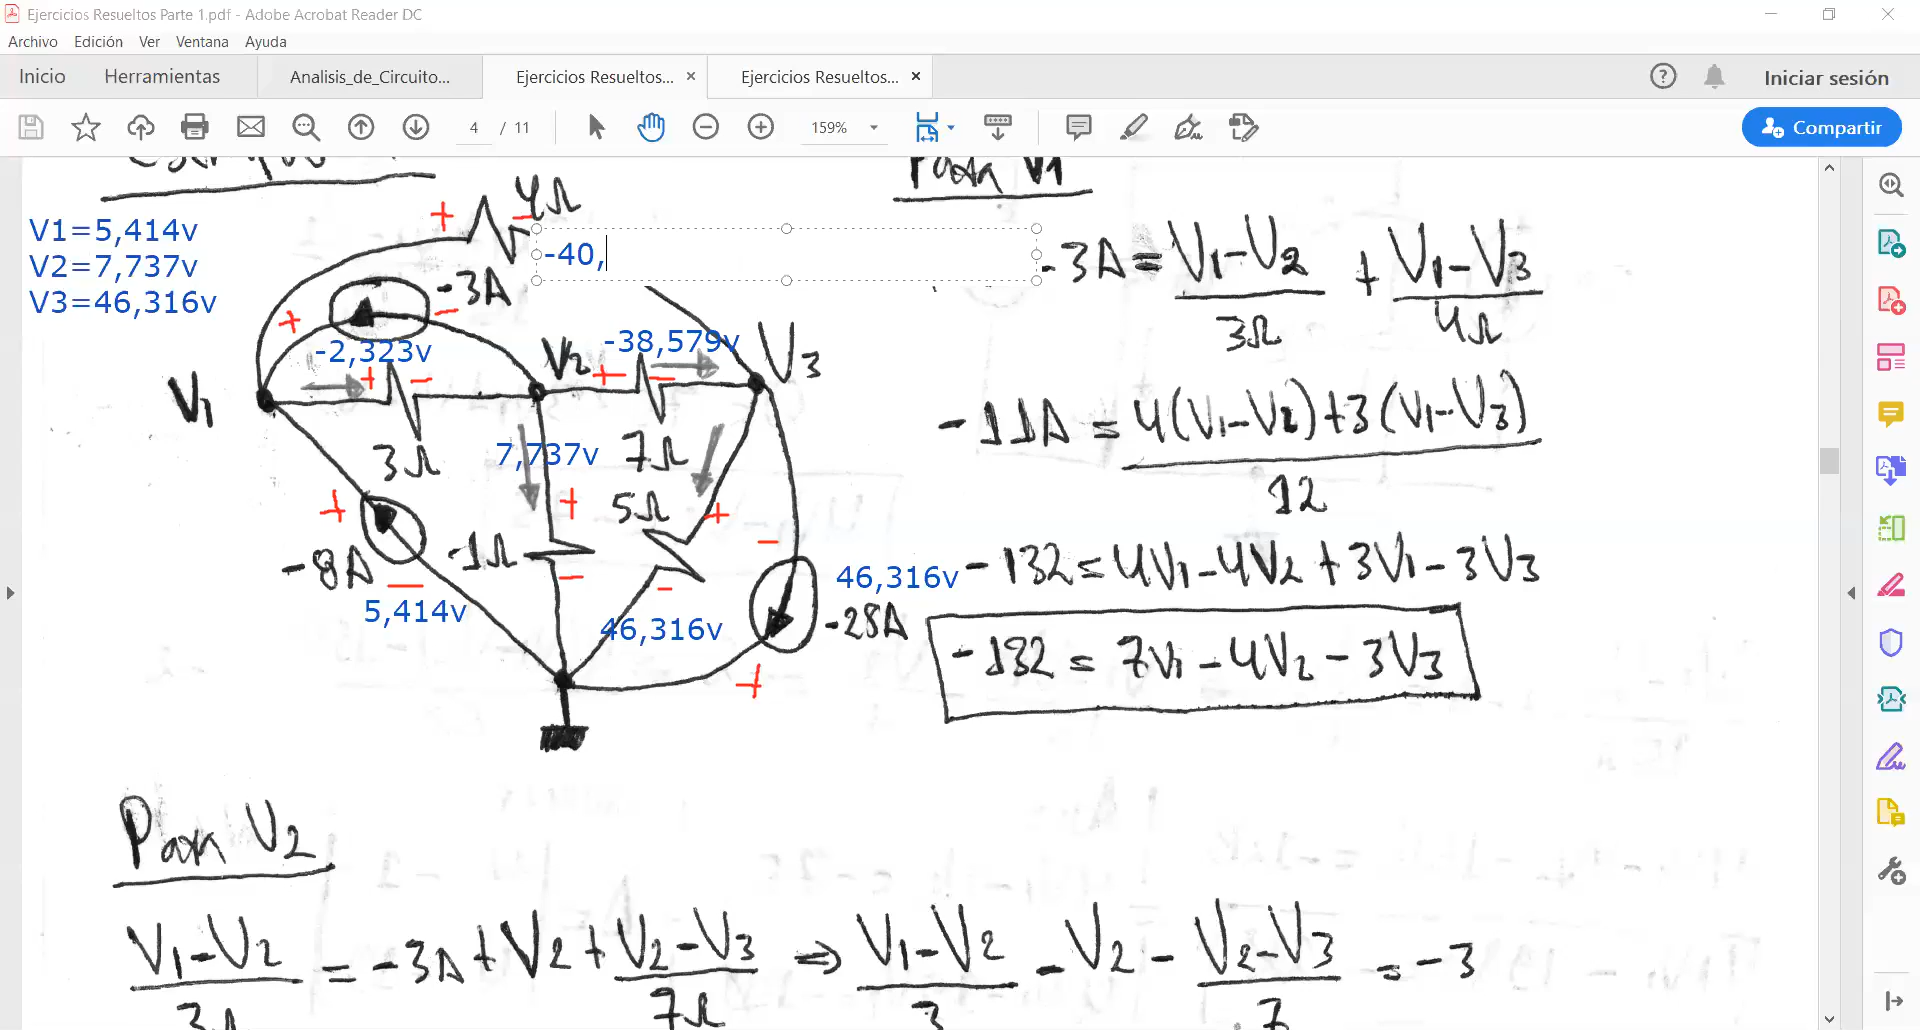 Ejercicios Resueltos Parte 1.pdf - Adobe Acrobat Reader DC
Archivo Edición Ver Ventana Ayuda
Inicio Herramientas Analisis_de_Circuito... Ejercicios Resueltos... × Ejercicios Resueltos... × Iniciar sesión
4 / 11 159% Compartir
Para V1
4Ω
V1=5,414v
V2=7,737v
V3=46,316v
+ -
-40,
-3A
-3A = V1-V2 / 3Ω + V1-V3 / 4Ω
+ -
-2,323v
-38,579v
V1
V2
V3
+ -
+ -
3Ω
7,737v
7Ω
-11A = 4(V1-V2)+3(V1-V3) / 12
+
-8A
-
5,414v
-1Ω
+
-
5Ω
+
-
46,316v
-
46,316v
-28A
+
-132 = 4V1-4V2+3V1-3V3
-132 = 7V1-4V2-3V3
Para V2
V1-V2 / 3Ω = -3A+V2+ V2-V3 / 7Ω ⇒ V1-V2 / 3 - V2 - V2-V3 / 7 = -3